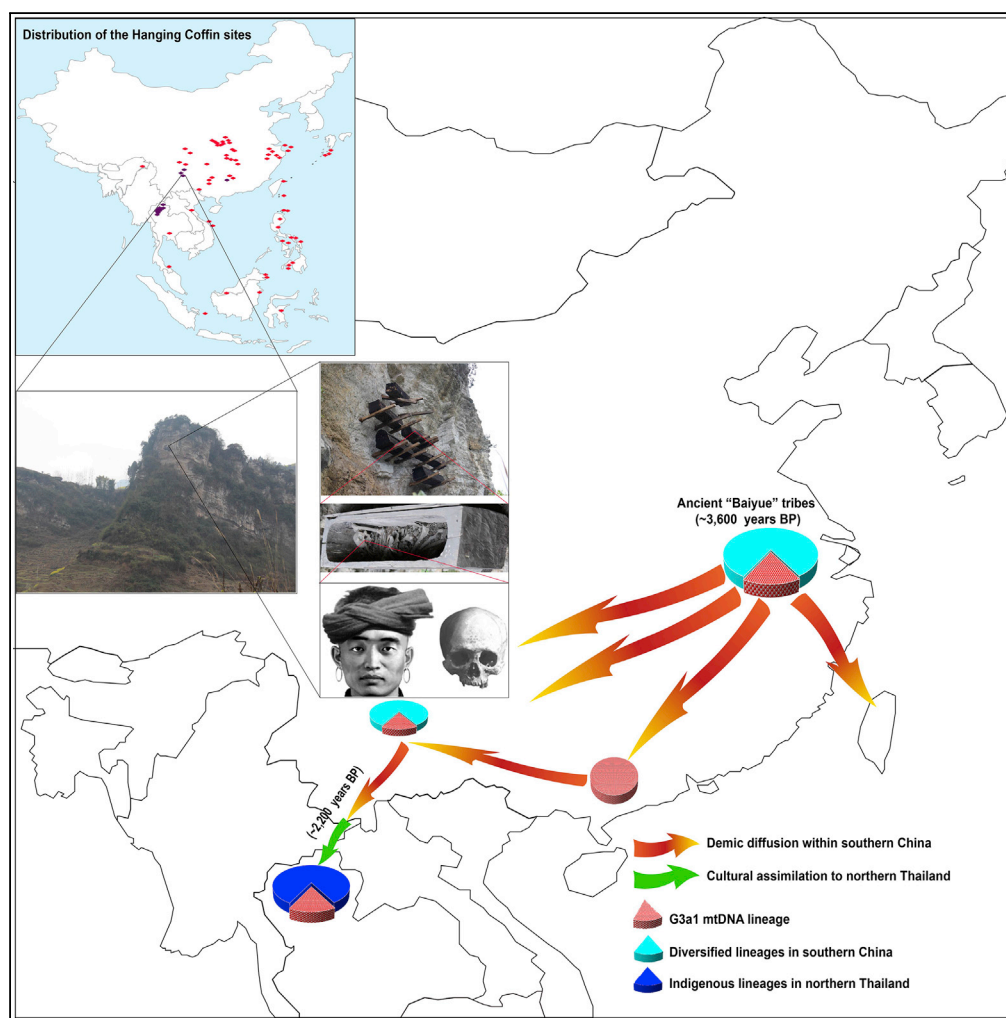 Distribution of the Hanging Coffin sites
Ancient “Baiyue” tribes
(~3,600 years BP)
(~2,200 years BP)
Demic diffusion within southern China
Cultural assimilation to northern Thailand
G3a1 mtDNA lineage
Diversified lineages in southern China
Indigenous lineages in northern Thailand